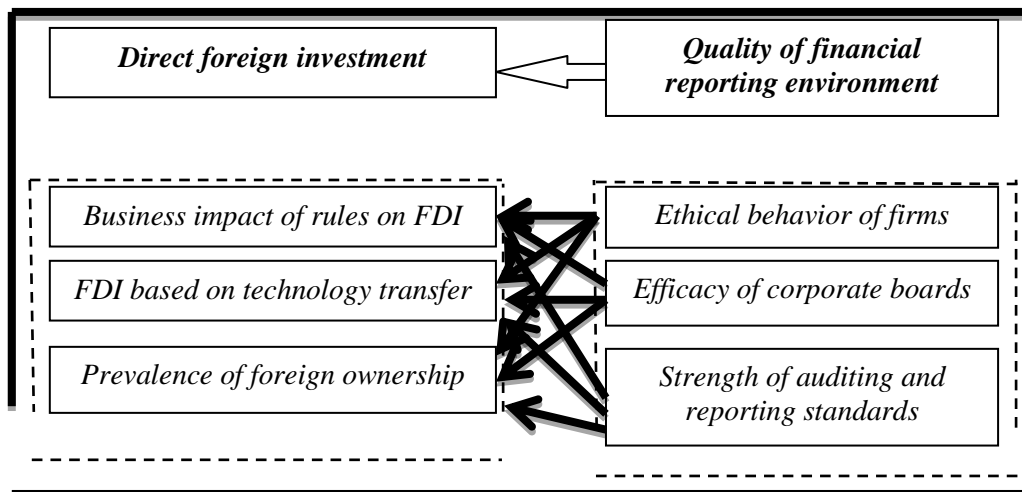 Direct foreign investment
Quality of financial
reporting environment
Business impact of rules on FDI
Ethical behavior of firms
FDI based on technology transfer
Efficacy of corporate boards
Prevalence of foreign ownership
Strength of auditing and
reporting standards